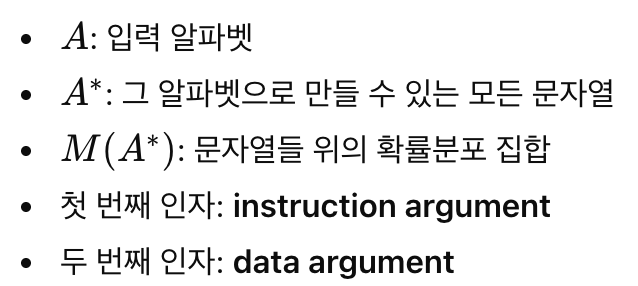 • A: 입력 알파벳
• A*: 그 알파벳으로 만들 수 있는 모든 문자열
• M(A*): 문자열들 위의 확률분포 집합
• 첫 번째 인자: instruction argument
• 두 번째 인자: data argument